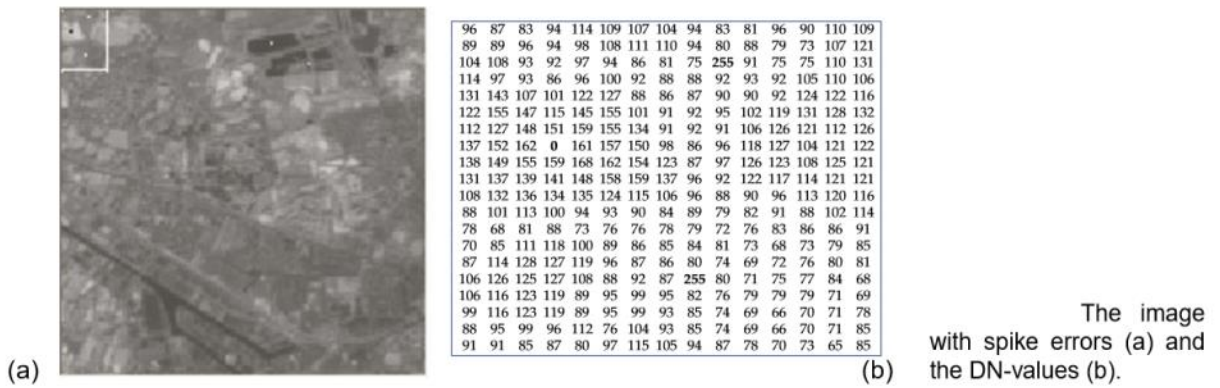 96 87 83 94 114 109 107 104 94 83 81 96 90 110 109
89 89 96 94 98 108 111 110 94 80 88 79 73 107 121
104 108 93 92 97 94 86 81 75 255 91 75 75 110 131
114 97 93 86 96 100 92 88 88 92 93 92 105 110 106
131 143 107 101 122 127 88 86 87 90 90 92 124 122 116
122 155 147 115 145 155 101 91 92 95 102 119 131 128 132
112 127 148 151 159 155 134 91 92 91 106 126 121 112 126
137 152 162 0 161 157 150 98 86 96 118 127 104 121 122
138 149 155 159 168 162 154 123 87 97 126 123 108 125 121
131 137 139 141 148 158 159 137 96 92 122 117 114 121 121
108 132 136 134 135 124 115 106 96 88 90 96 113 120 116
88 101 113 100 94 93 90 84 89 79 82 91 88 102 114
78 68 81 88 73 76 76 78 79 72 76 83 86 86 91
70 85 111 118 100 89 86 85 84 81 73 68 73 79 85
87 114 128 127 119 96 87 86 80 74 69 72 76 80 81
106 126 125 127 108 88 92 87 255 80 71 75 77 84 68
106 116 123 119 89 95 99 95 82 76 79 79 79 71 69
99 116 123 119 89 95 99 93 85 74 69 66 70 71 78
88 95 99 96 112 76 104 93 85 74 69 66 70 71 85
91 91 85 87 80 97 115 105 94 87 78 70 73 65 85
(a)
(b)
The image
with spike errors (a) and
the DN-values (b).